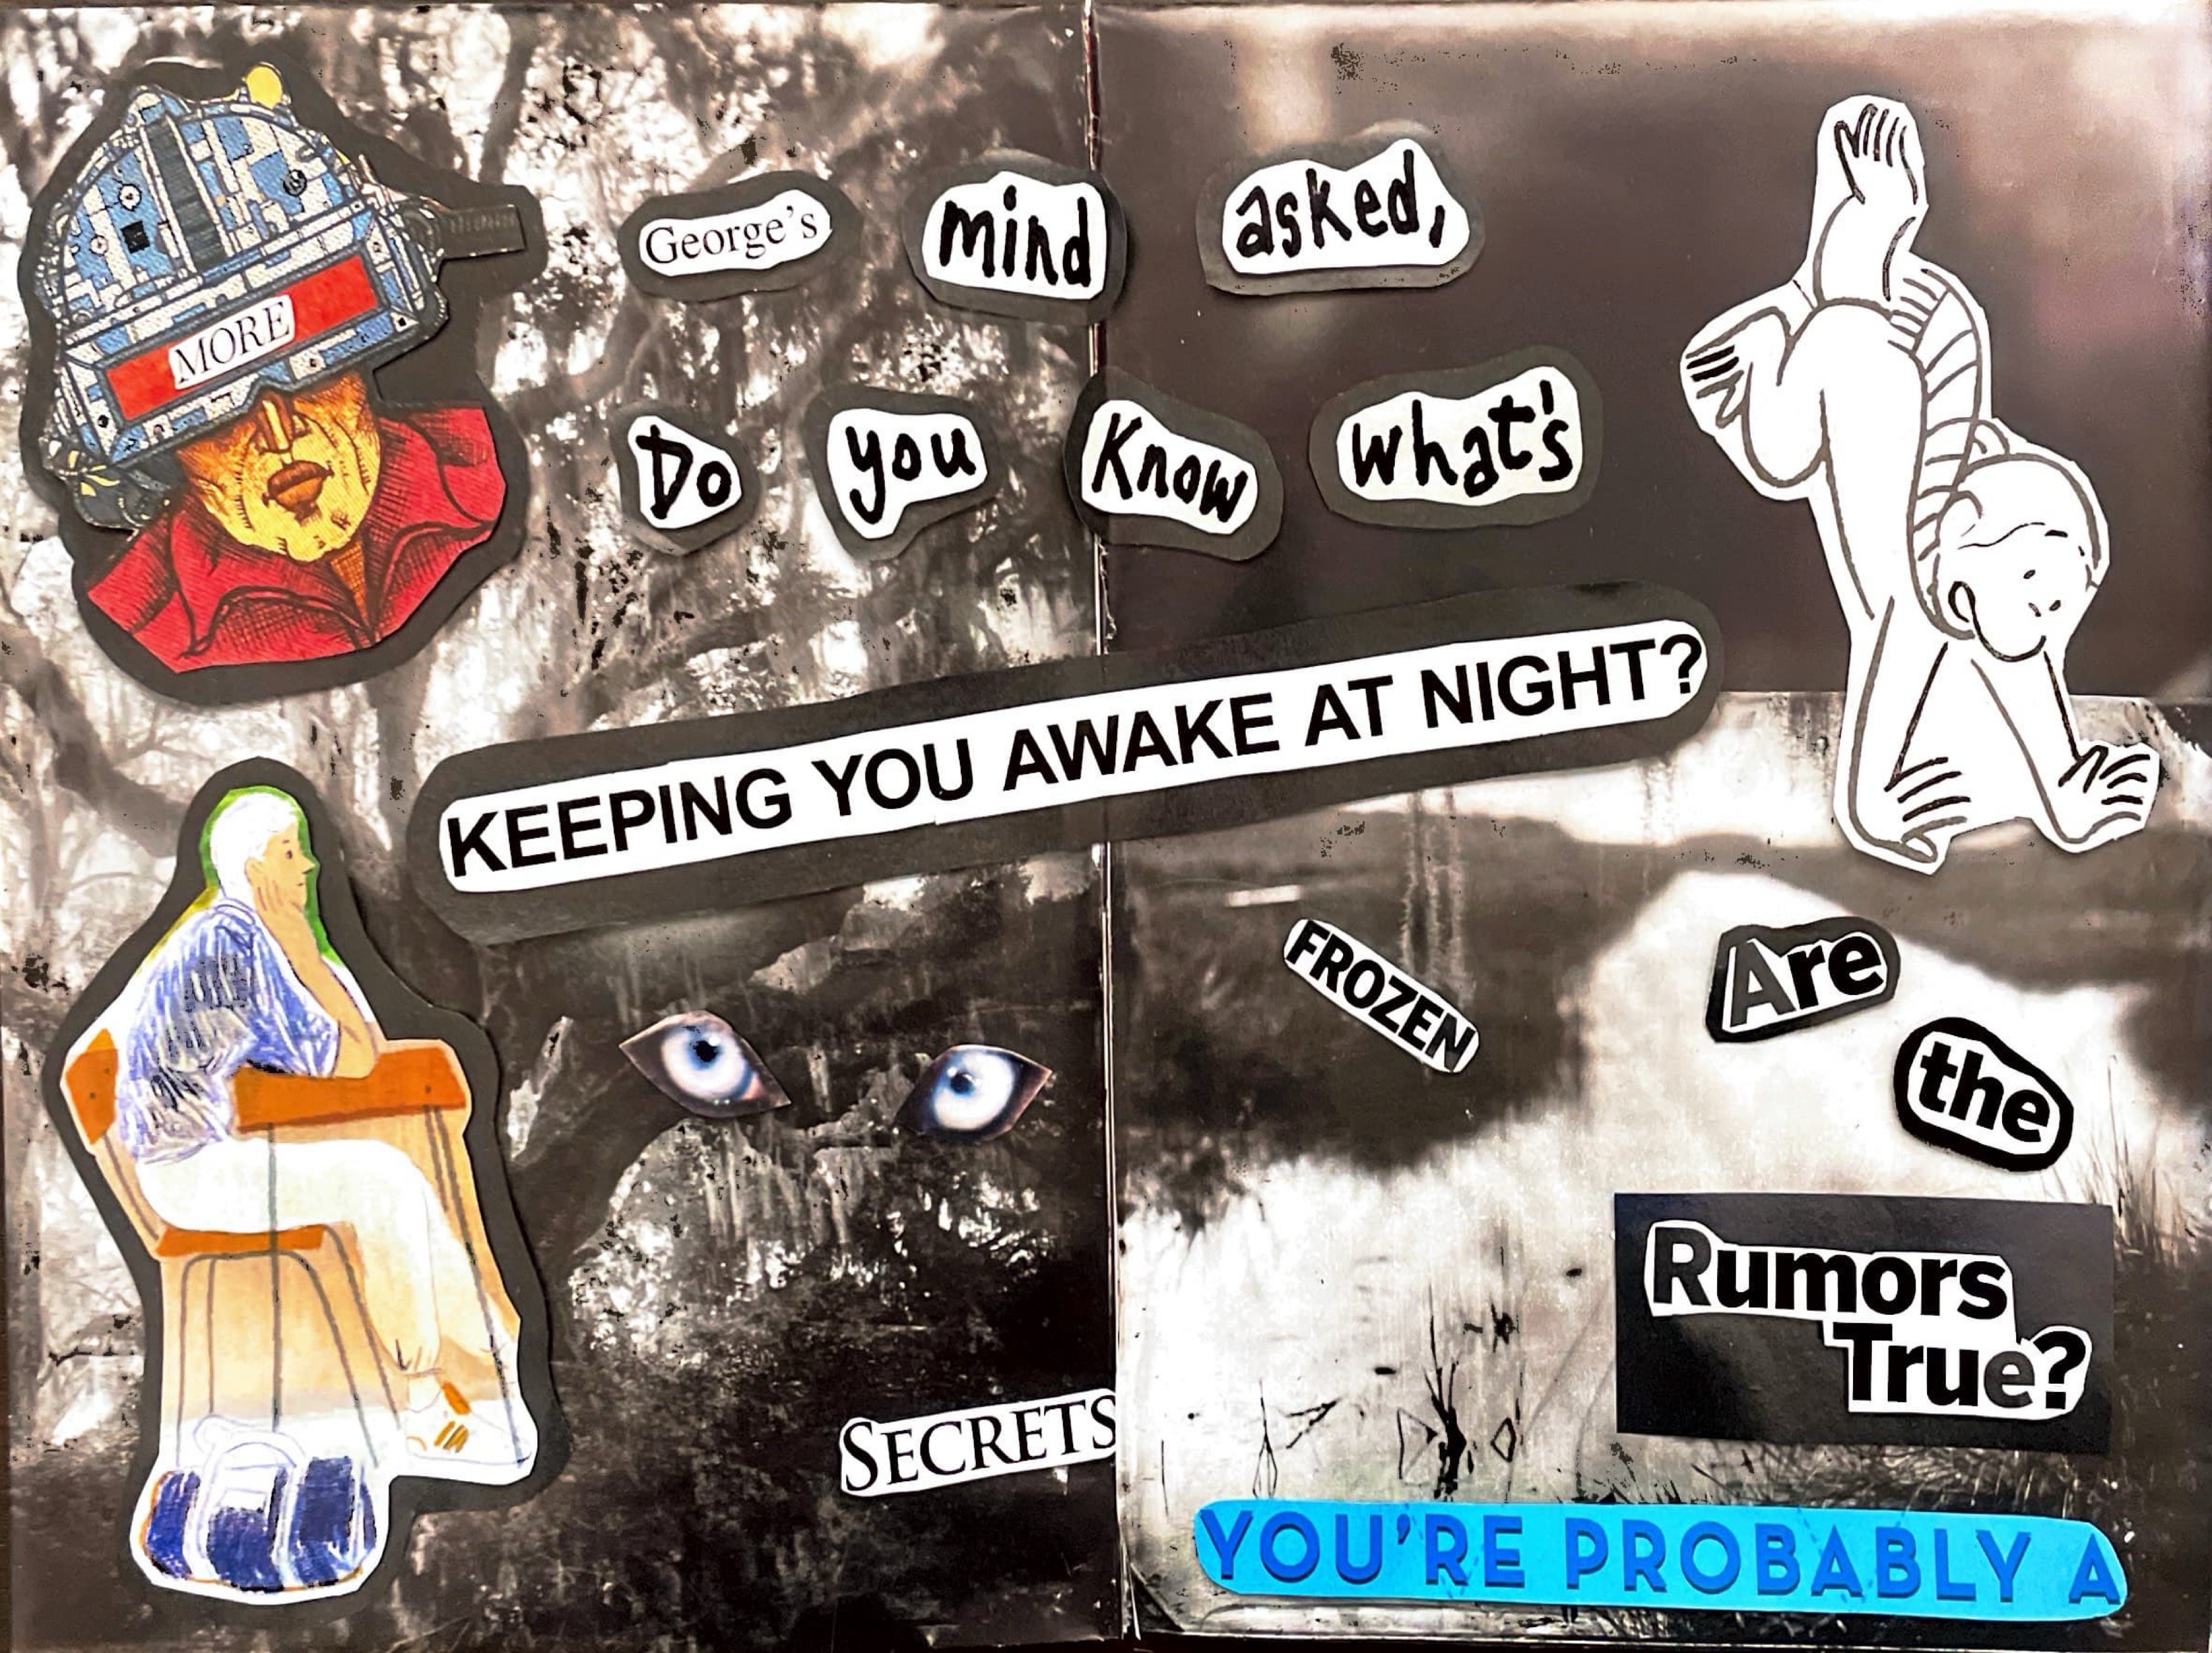 MORE
George's mind asked,
Do you Know what's
KEEPING YOU AWAKE AT NIGHT?
FROZEN
Are
the
Rumors
True?
SECRETS
YOU'RE PROBABLY A